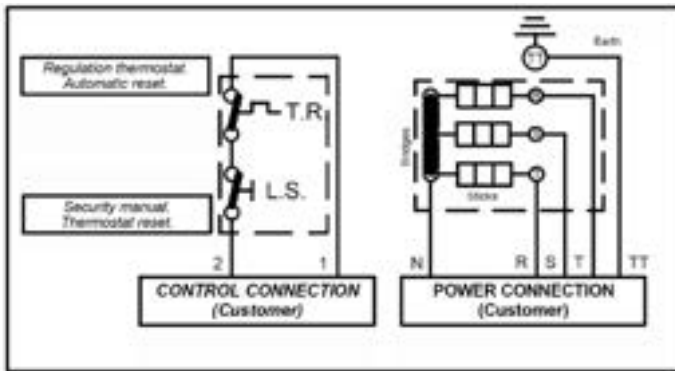 Regulation thermostat.
Automatic reset.
T.R
L.S.
Security manual.
Thermostat reset.
2 1
CONTROL CONNECTION
(Customer)
TT
Earth
Bridges
Sticks
N R S T TT
POWER CONNECTION
(Customer)